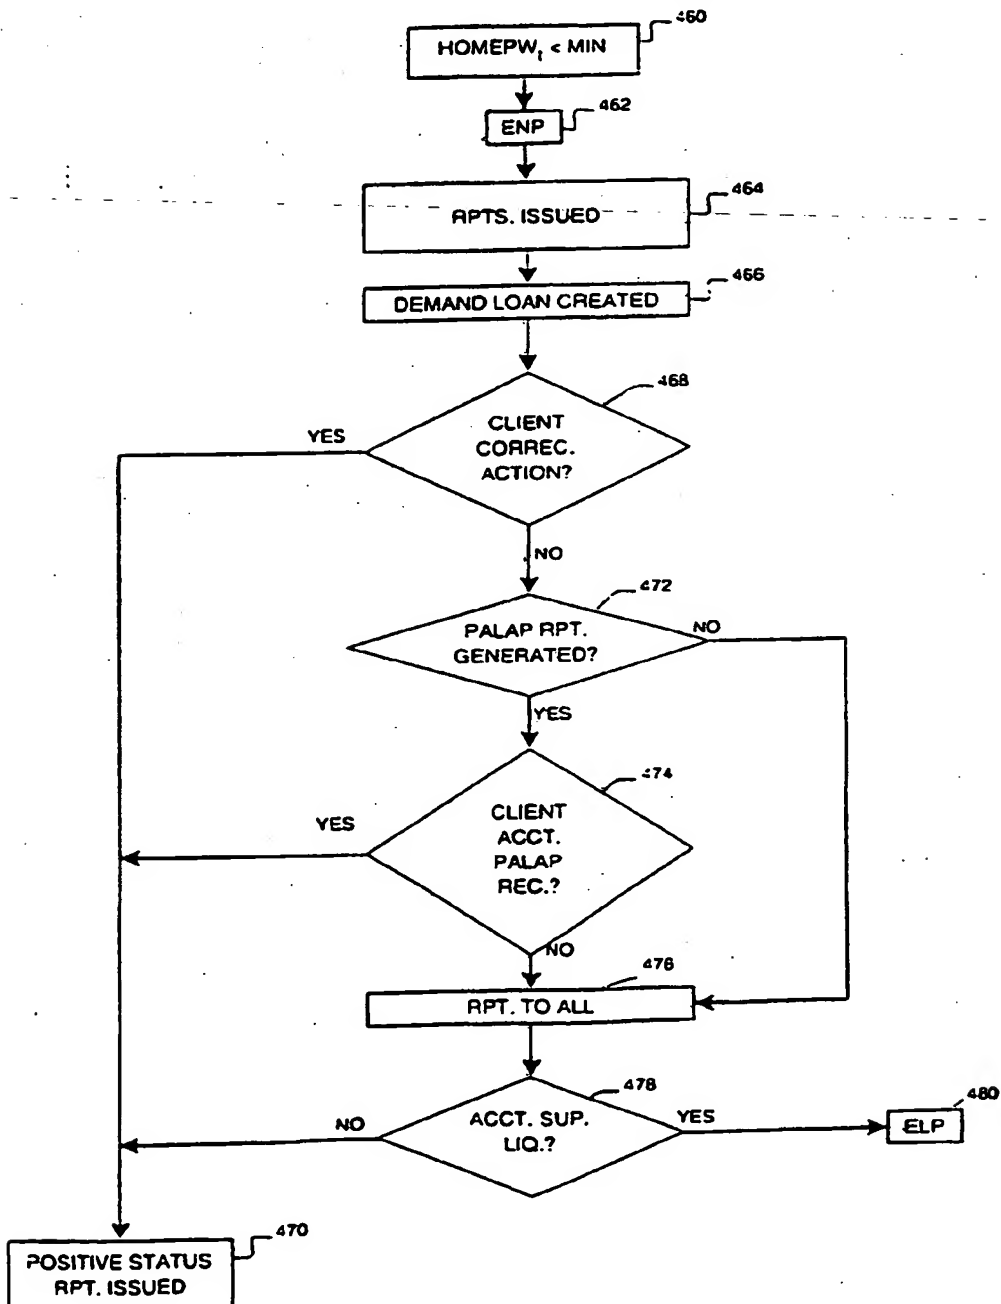 460
HOMEPWt < MIN
462
ENP
464
RPTS. ISSUED
466
DEMAND LOAN CREATED
468
CLIENT
CORREC.
ACTION?
YES
NO
472
PALAP RPT.
GENERATED?
NO
YES
474
CLIENT
ACCT.
PALAP
REC.?
YES
NO
476
RPT. TO ALL
478
ACCT. SUP.
LIQ.?
NO
YES
480
ELP
470
POSITIVE STATUS
RPT. ISSUED